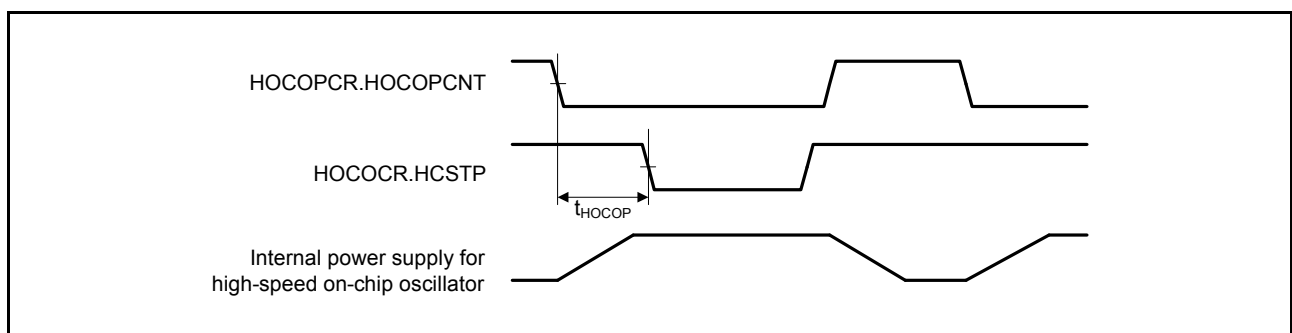 HOCOPCR.HOCOPCNT
HOCOCR.HCSTP
tHOCOP
Internal power supply for
high-speed on-chip oscillator